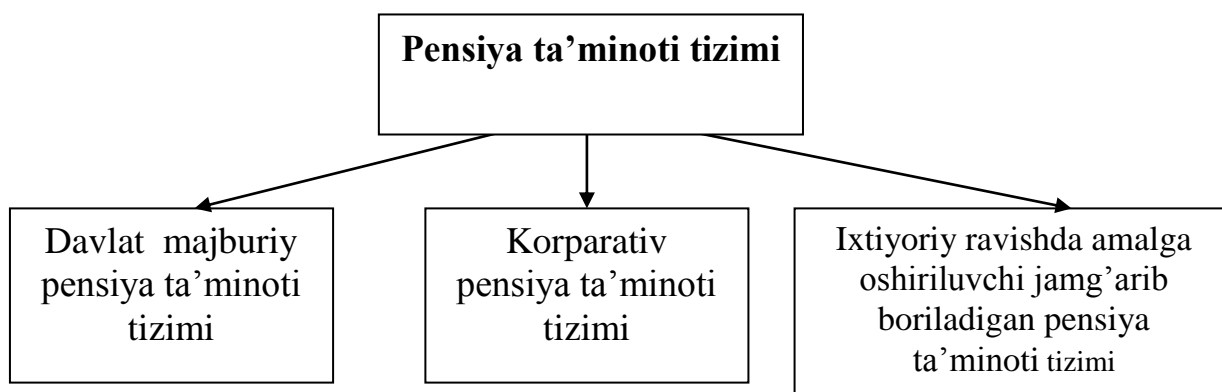 Pensiya ta’minoti tizimi
Davlat majburiy
pensiya ta’minoti
tizimi
Korparativ
pensiya ta’minoti
tizimi
Ixtiyoriy ravishda amalga
oshiriluvchi jamg’arib
boriladigan pensiya
ta’minoti tizimi